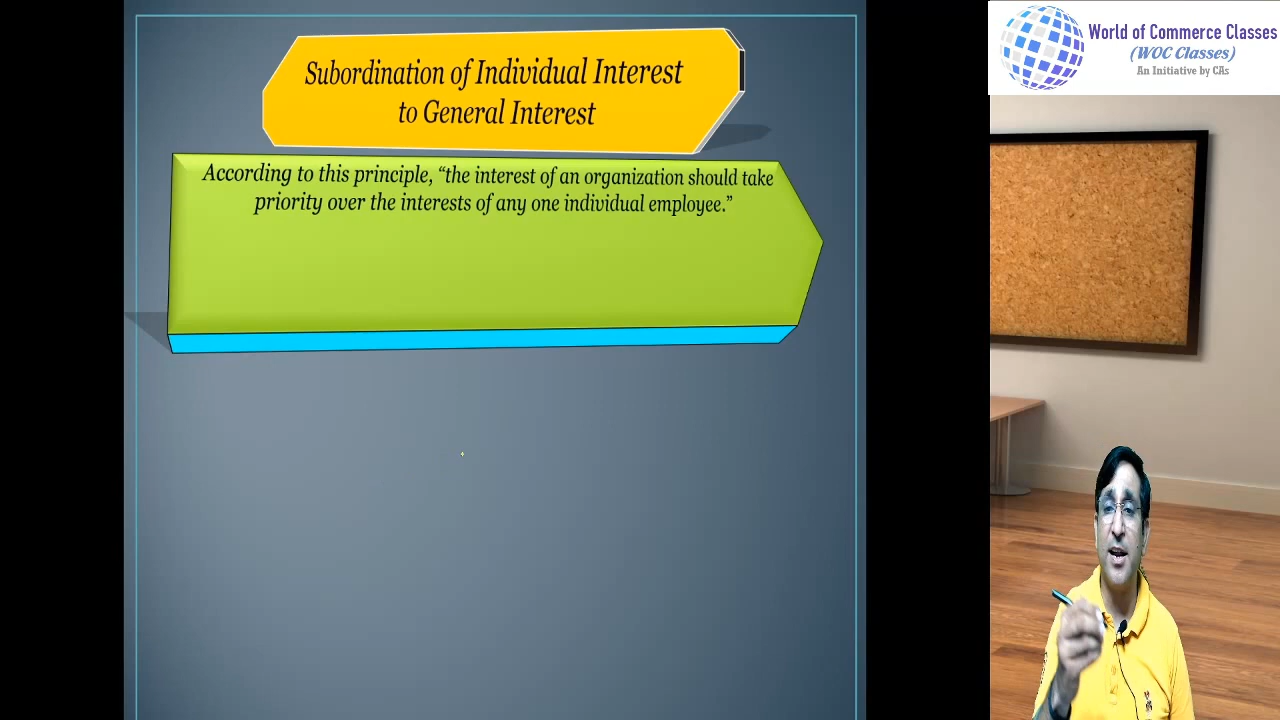 Subordination of Individual Interest
to General Interest
According to this principle, “the interest of an organization should take
priority over the interests of any one individual employee.”
World of Commerce Classes
(WOC Classes)
An Initiative by CAs